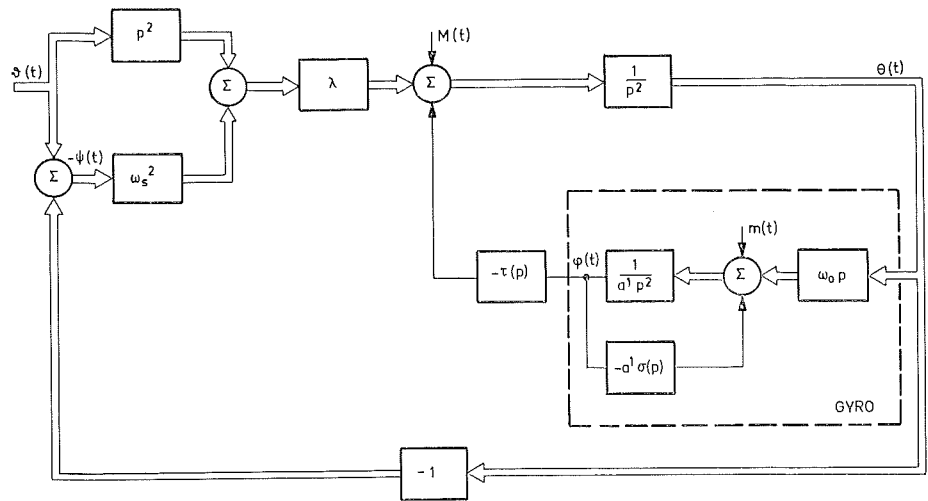 p²
M(t)
ϑ(t)
θ(t)
Σ
λ
Σ
1
p²
-ψ(t)
Σ
ω_s²
m(t)
φ(t)
-τ(p)
1
a¹ p²
Σ
ω₀ p
-a¹ σ(p)
GYRO
-1